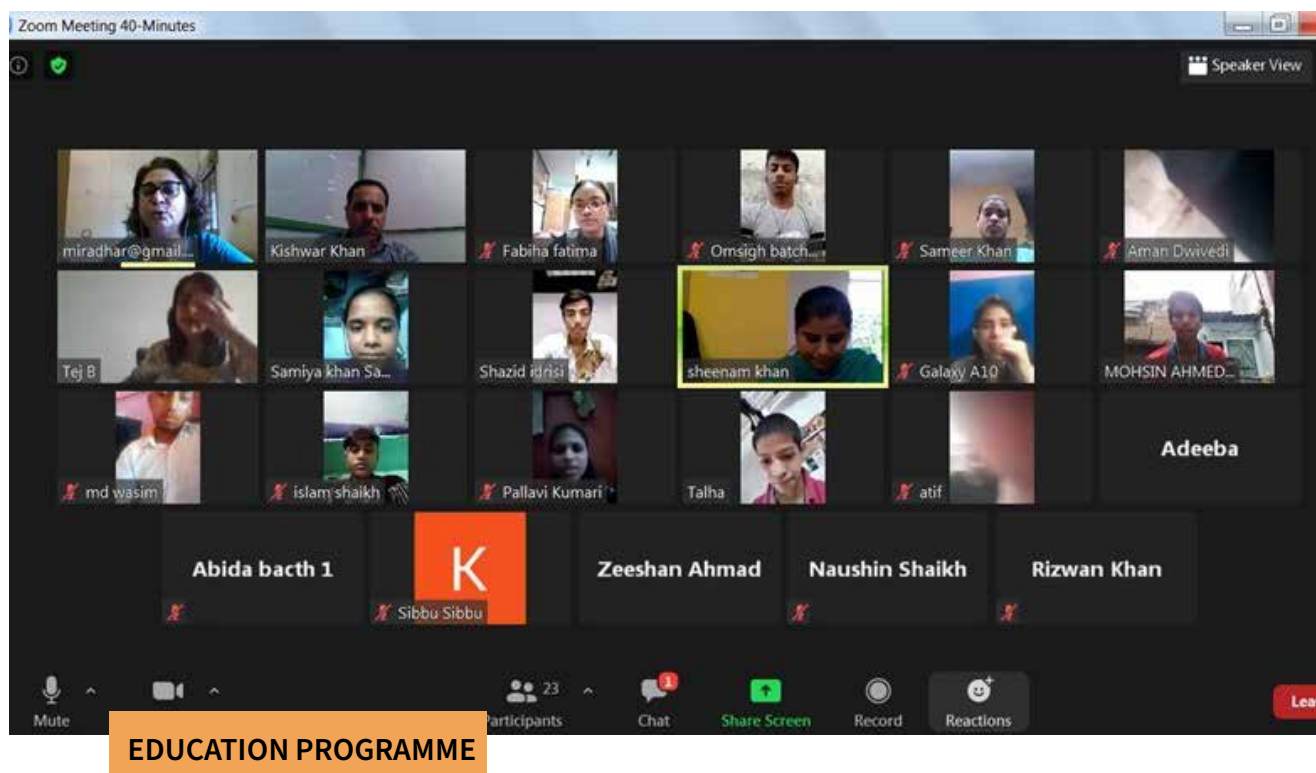 Zoom Meeting 40-Minutes
Speaker View
miradhar@gmail....
Kishwar Khan
Fabiha fatima
Omsigh batch...
Sameer Khan
Aman Dwivedi
Tej B
Samiya khan Sa...
Shazid idrisi
sheenam khan
Galaxy A10
MOHSIN AHMED...
md wasim
islam shaikh
Pallavi Kumari
Talha
atif
Adeeba
Abida bacth 1
K
Sibbu Sibbu
Zeeshan Ahmad
Naushin Shaikh
Rizwan Khan
23
1
Mute
Participants
Chat
Share Screen
Record
Reactions
Lea
EDUCATION PROGRAMME